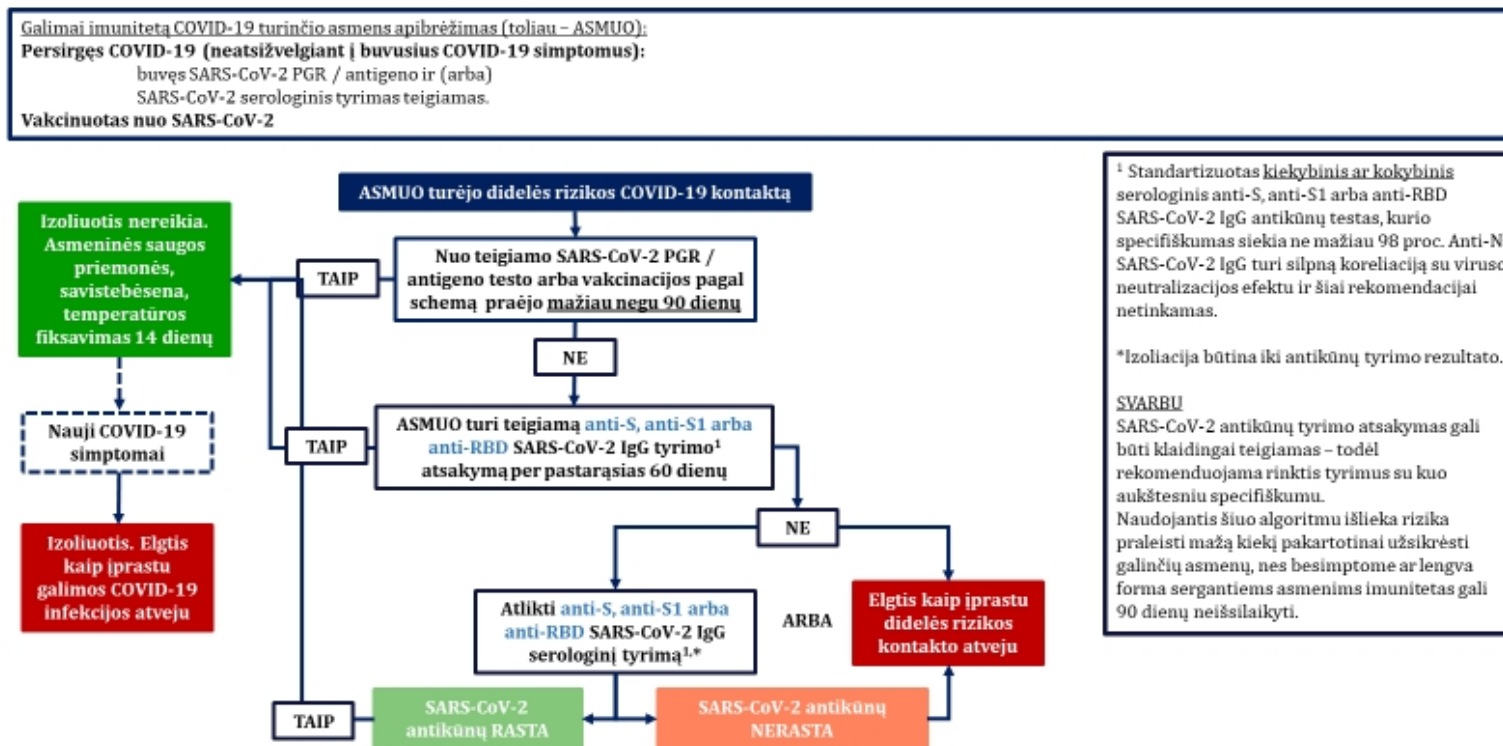 Galimai imunitetą COVID-19 turinčio asmens apibrėžimas (toliau – ASMUO):
Persirgęs COVID-19 (neatsižvelgiant į buvusius COVID-19 simptomus):
buvęs SARS-CoV-2 PGR / antigeno ir (arba)
SARS-CoV-2 serologinis tyrimas teigiamas.
Vakcinuotas nuo SARS-CoV-2
ASMUO turėjo didelės rizikos COVID-19 kontaktą
Nuo teigiamo SARS-CoV-2 PGR /
antigeno testo arba vakcinacijos pagal
schemą praėjo mažiau negu 90 dienų
TAIP
Izoliuotis nereikia.
Asmeninės saugos
priemonės,
savistebėsena,
temperatūros
fiksavimas 14 dienų
NE
ASMUO turi teigiamą anti-S, anti-S1 arba
anti-RBD SARS-CoV-2 IgG tyrimo¹
atsakymą per pastarąsias 60 dienų
TAIP
Nauji COVID-19
simptomai
Izoliuotis. Elgtis
kaip įprastu
galimos COVID-19
infekcijos atveju
NE
Atlikti anti-S, anti-S1 arba
anti-RBD SARS-CoV-2 IgG
serologinį tyrimą¹,*
ARBA
Elgtis kaip įprastu
didelės rizikos
kontakto atveju
TAIP
SARS-CoV-2
antikūnų RASTA
SARS-CoV-2 antikūnų
NERASTA
¹ Standartizuotas kiekybinis ar kokybinis
serologinis anti-S, anti-S1 arba anti-RBD
SARS-CoV-2 IgG antikūnų testas, kurio
specifiškumas siekia ne mažiau 98 proc. Anti-N
SARS-CoV-2 IgG turi silpną koreliaciją su viruso
neutralizacijos efektu ir šiai rekomendacijai
netinkamas.
*Izoliacija būtina iki antikūnų tyrimo rezultato.
SVARBU
SARS-CoV-2 antikūnų tyrimo atsakymas gali
būti klaidingai teigiamas – todėl
rekomenduojama rinktis tyrimus su kuo
aukštesniu specifiškumu.
Naudojantis šiuo algoritmu išlieka rizika
praleisti mažą kiekį pakartotinai užsikrėsti
galinčių asmenų, nes besimptome ar lengva
forma sergantiems asmenims imunitetas gali
90 dienų neišsilaikyti.